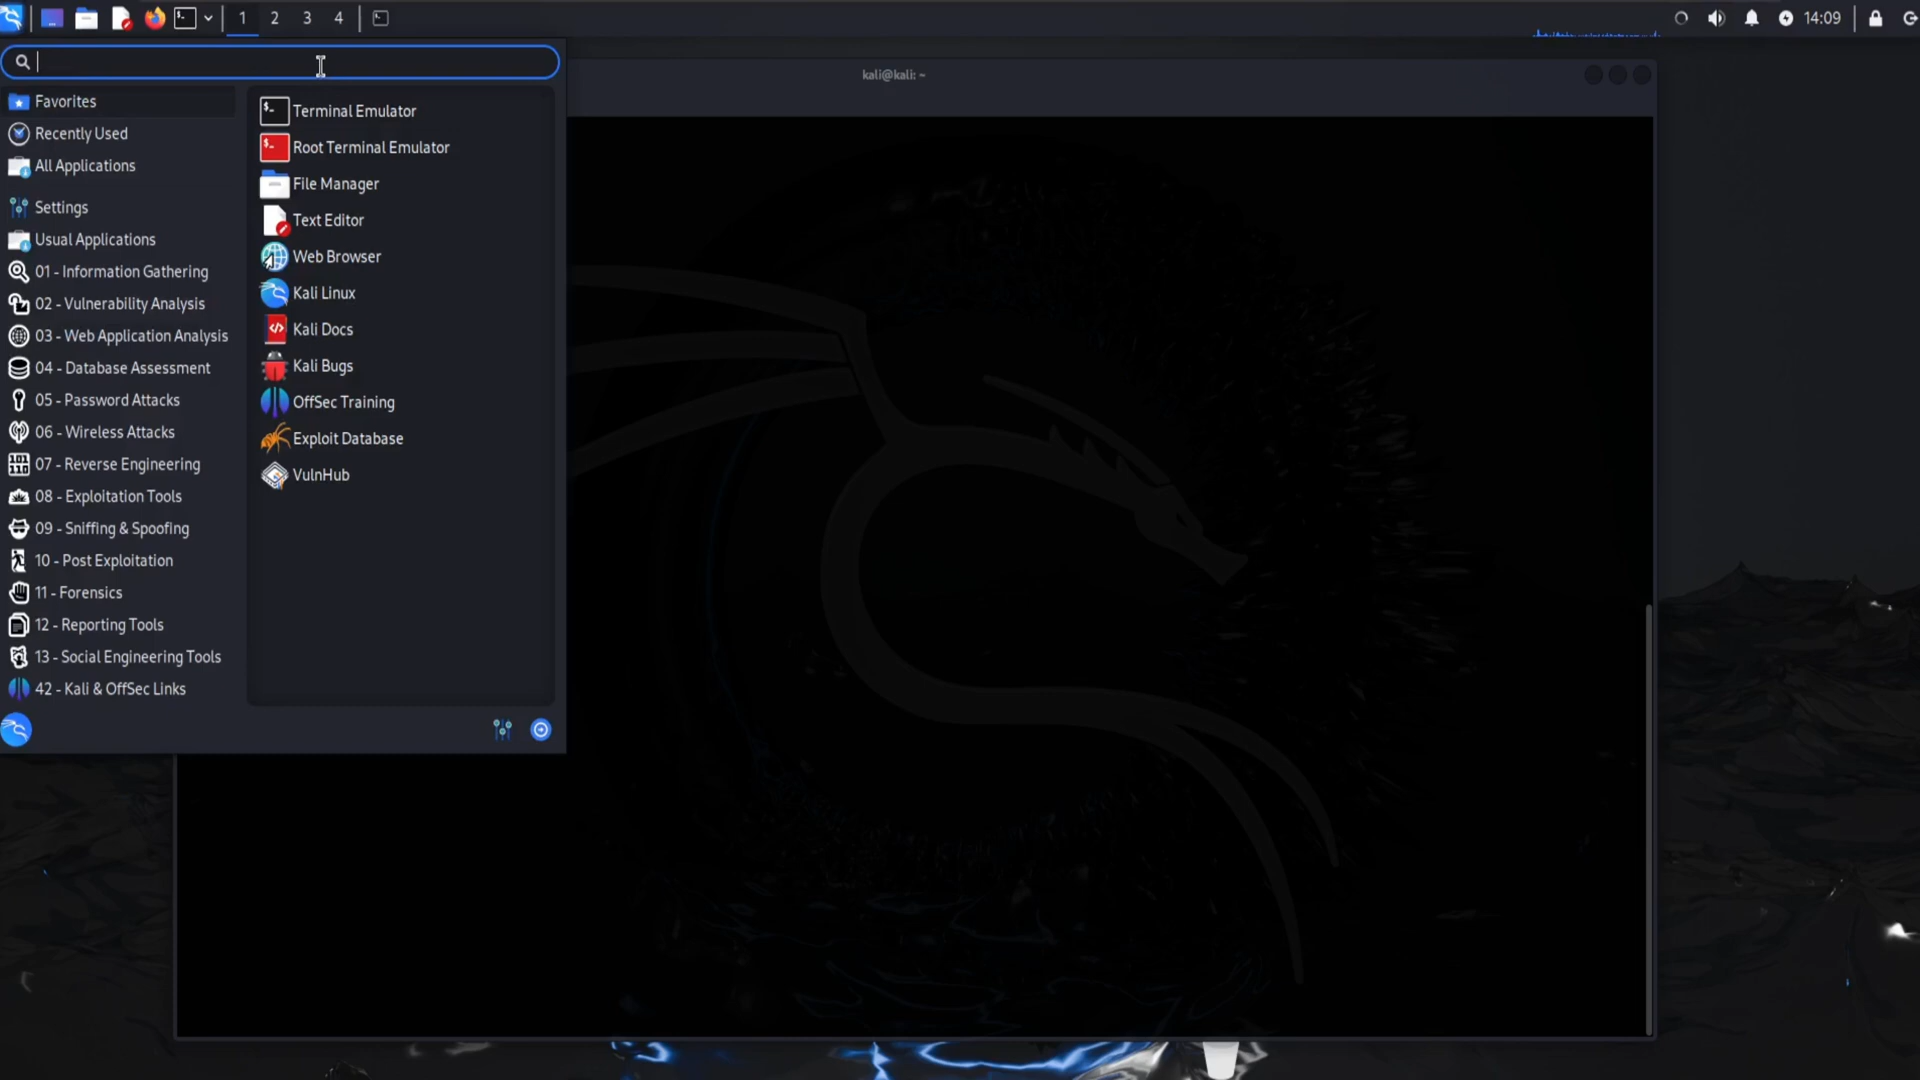 1 2 3 4
14:09
kali@kali: ~
Favorites
Recently Used
All Applications
Settings
Usual Applications
01 - Information Gathering
02 - Vulnerability Analysis
03 - Web Application Analysis
04 - Database Assessment
05 - Password Attacks
06 - Wireless Attacks
07 - Reverse Engineering
08 - Exploitation Tools
09 - Sniffing & Spoofing
10 - Post Exploitation
11 - Forensics
12 - Reporting Tools
13 - Social Engineering Tools
42 - Kali & OffSec Links
Terminal Emulator
Root Terminal Emulator
File Manager
Text Editor
Web Browser
Kali Linux
Kali Docs
Kali Bugs
OffSec Training
Exploit Database
VulnHub